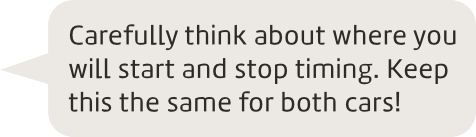 Carefully think about where you
will start and stop timing. Keep
this the same for both cars!